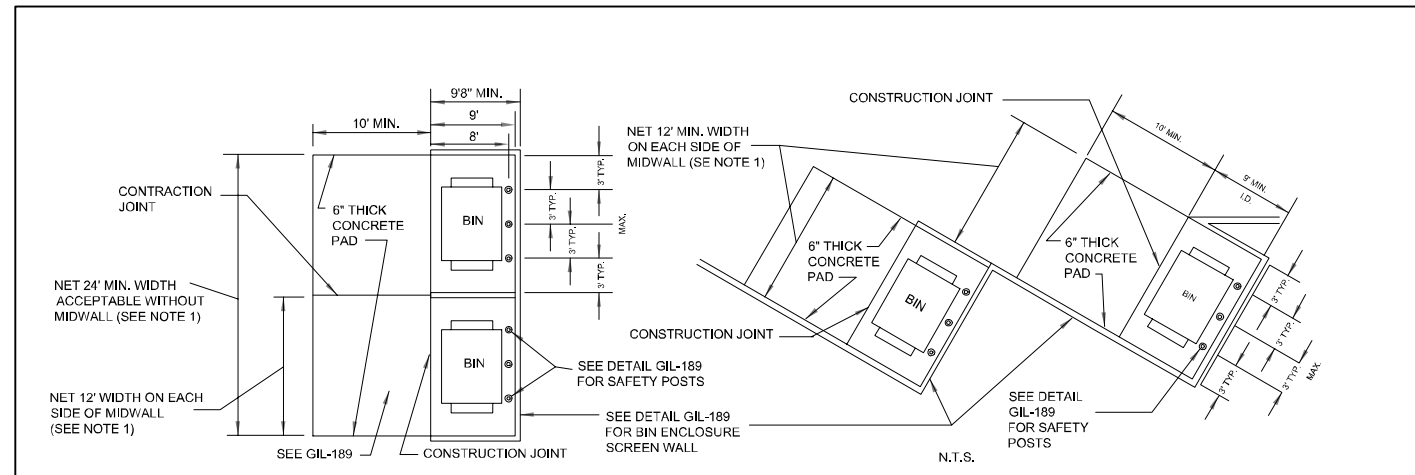 9'8" MIN.
9'
8'
10' MIN.
3' TYP.
3' TYP.
3' TYP.
3' TYP.
MAX.
CONTRACTION
JOINT
6" THICK
CONCRETE
PAD
BIN
NET 24' MIN. WIDTH
ACCEPTABLE WITHOUT
MIDWALL (SEE NOTE 1)
BIN
NET 12' WIDTH ON EACH
SIDE OF MIDWALL
(SEE NOTE 1)
SEE GIL-189
CONSTRUCTION JOINT
SEE DETAIL GIL-189
FOR SAFETY POSTS
SEE DETAIL GIL-189
FOR BIN ENCLOSURE
SCREEN WALL
NET 12' MIN. WIDTH
ON EACH SIDE OF
MIDWALL (SE NOTE 1)
CONSTRUCTION JOINT
10' MIN.
9' MIN.
I.D.
6" THICK
CONCRETE
PAD
BIN
CONSTRUCTION JOINT
6" THICK
CONCRETE
PAD
BIN
3' TYP.
3' TYP.
3' TYP.
3' TYP.
MAX.
SEE DETAIL
GIL-189
FOR SAFETY
POSTS
N.T.S.